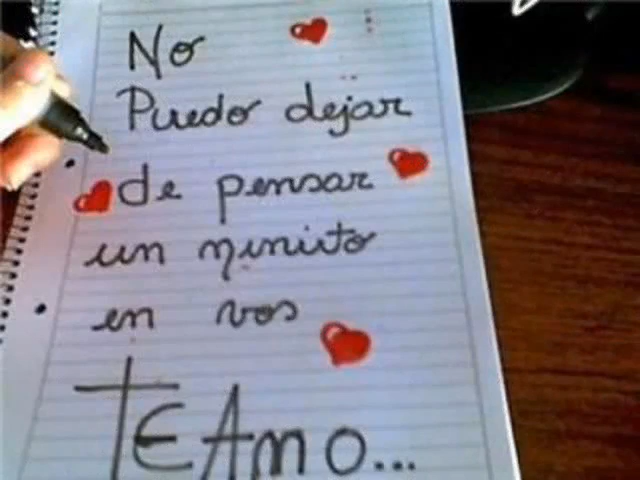 No
Puedo dejar
de pensar
un minuto
en vos
TE Amo...